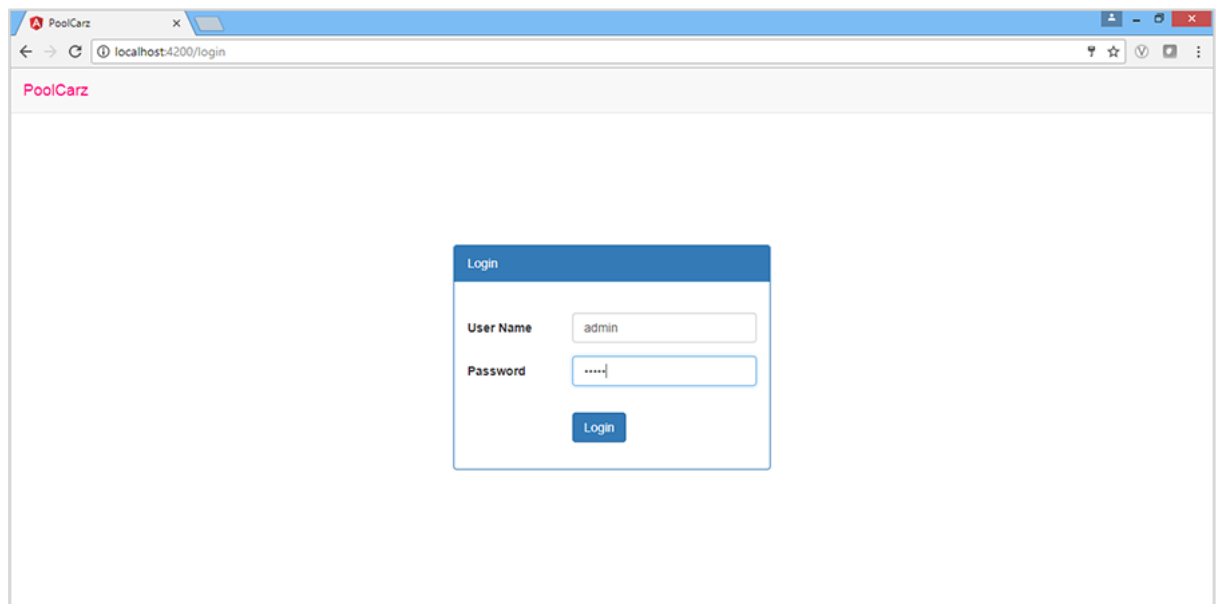 PoolCarz
localhost:4200/login
PoolCarz
Login
User Name admin
Password •••••
Login